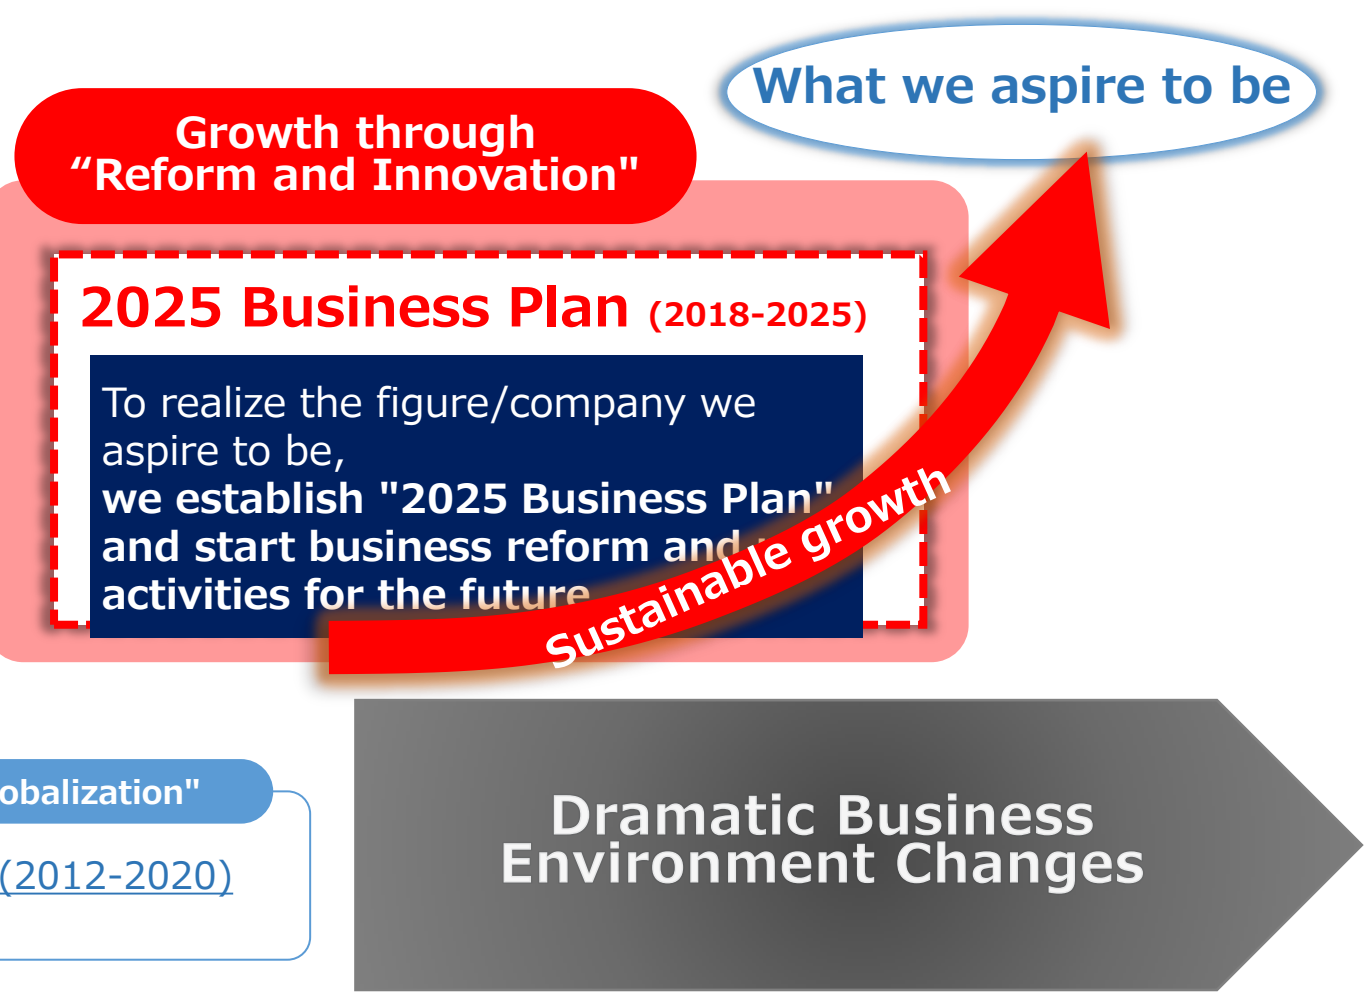 What we aspire to be
Growth through
“Reform and Innovation"
2025 Business Plan (2018-2025)
To realize the figure/company we
aspire to be,
we establish "2025 Business Plan"
and start business reform and
activities for the future
Sustainable growth
obalization"
(2012-2020)
Dramatic Business
Environment Changes